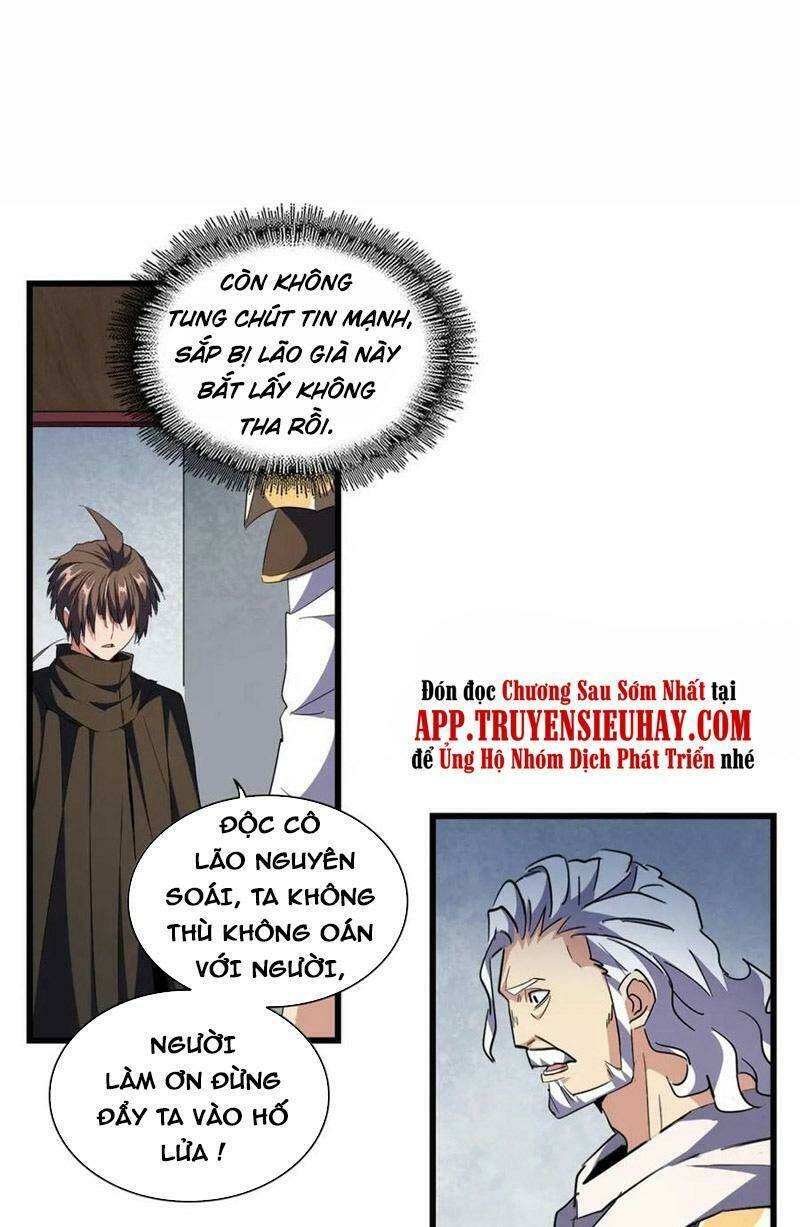 CÒN KHÔNG
TUNG CHÚT TIN MẠNH,
SẮP BỊ LÃO GIÀ NÀY
BẮT LẤY KHÔNG
THA RỒI.
Đón đọc Chương Sau Sớm Nhất tại
APP.TRUYENSIEUHAY.COM
để Ủng Hộ Nhóm Dịch Phát Triển nhé
ĐỘC CÔ
LÃO NGUYÊN
SOÁI, TA KHÔNG
THÙ KHÔNG OÁN
VỚI NGƯỜI,
NGƯỜI
LÀM ƠN ĐỪNG
ĐẨY TA VÀO HỐ
LỬA !